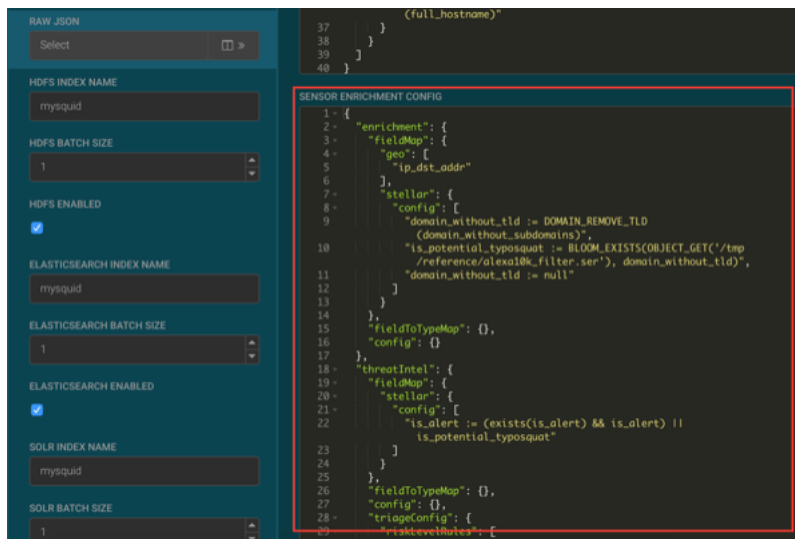 RAW JSON
Select
HDFS INDEX NAME
mysquid
HDFS BATCH SIZE
1
HDFS ENABLED
ELASTICSEARCH INDEX NAME
mysquid
ELASTICSEARCH BATCH SIZE
1
ELASTICSEARCH ENABLED
SOLR INDEX NAME
mysquid
SOLR BATCH SIZE
1
(full_hostname)"
37 }
38 }
39 ]
40 }
SENSOR ENRICHMENT CONFIG
1 {
2 "enrichment": {
3 "fieldMap": {
4 "geo": [
5 "ip_dst_addr"
6 ],
7 "stellar": {
8 "config": [
9 "domain_without_tld := DOMAIN_REMOVE_TLD
(domain_without_subdomains)",
10 "is_potential_typosquat := BLOOM_EXISTS(OBJECT_GET('/tmp
/reference/alexa10k_filter.ser'), domain_without_tld)",
11 "domain_without_tld := null"
12 ]
13 }
14 },
15 "fieldToTypeMap": {},
16 "config": {}
17 },
18 "threatIntel": {
19 "fieldMap": {
20 "stellar": {
21 "config": [
22 "is_alert := (exists(is_alert) && is_alert) ||
is_potential_typosquat"
23 ]
24 }
25 },
26 "fieldToTypeMap": {},
27 "config": {},
28 "triageConfig": {
29 "riskLevelRules": [